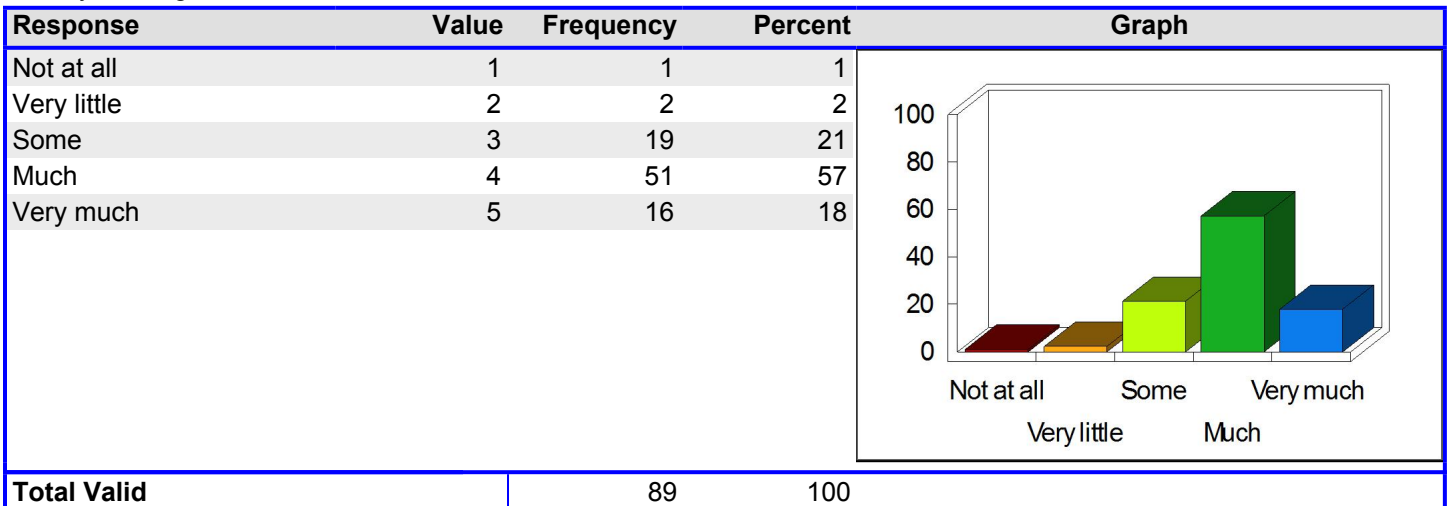 Response Value Frequency Percent Graph
Not at all 1 1 1
Very little 2 2 2
Some 3 19 21
Much 4 51 57
Very much 5 16 18
100
80
60
40
20
0
Not at all Some Very much
Very little Much
Total Valid 89 100